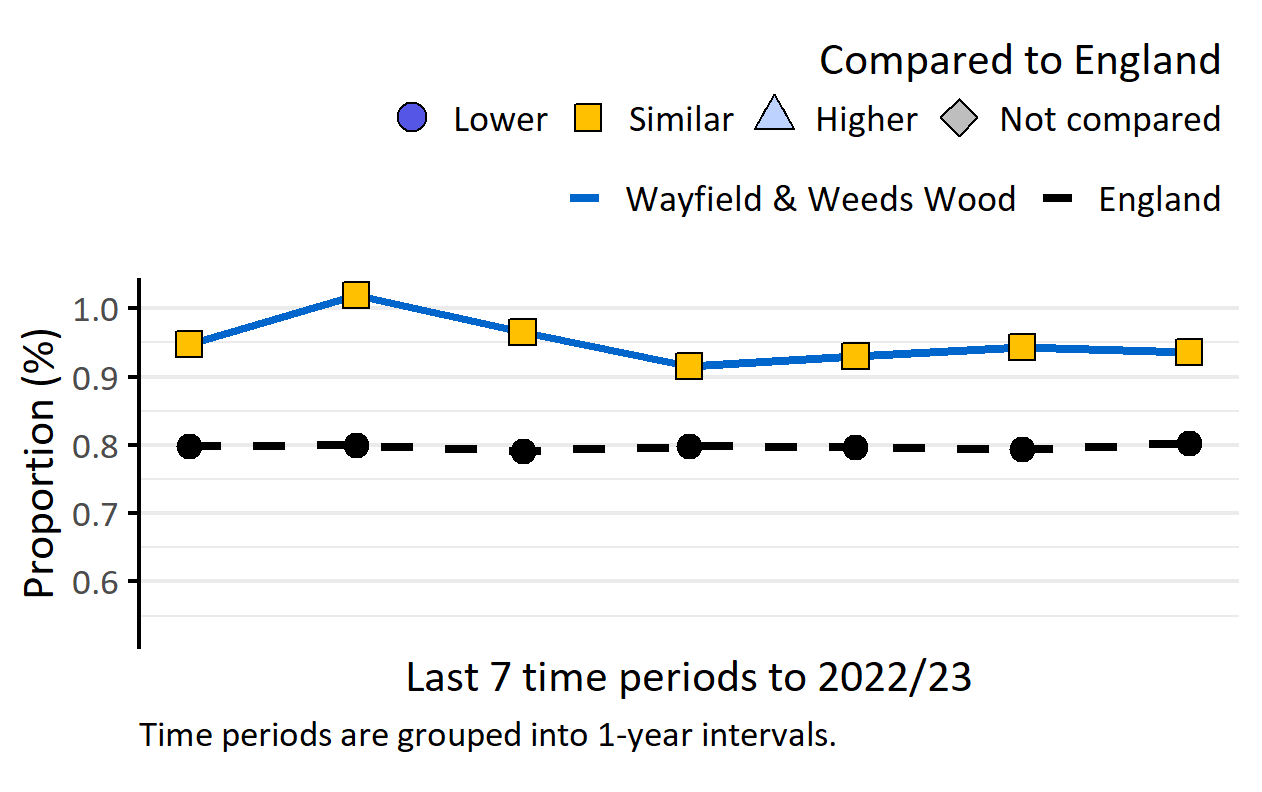 Compared to England
Lower Similar Higher Not compared
Wayfield & Weeds Wood England
Proportion (%)
1.0
0.9
0.8
0.7
0.6
Last 7 time periods to 2022/23
Time periods are grouped into 1-year intervals.